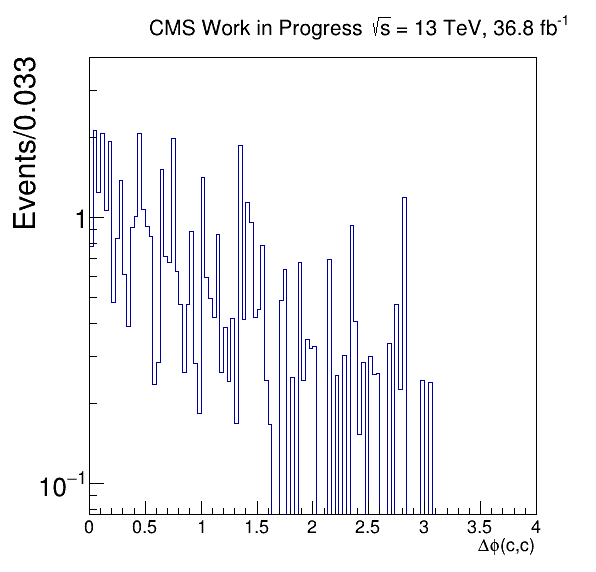 CMS Work in Progress √s = 13 TeV, 36.8 fb⁻¹
Events/0.033
1
10⁻¹
0 0.5 1 1.5 2 2.5 3 3.5 4
Δϕ(c,c)